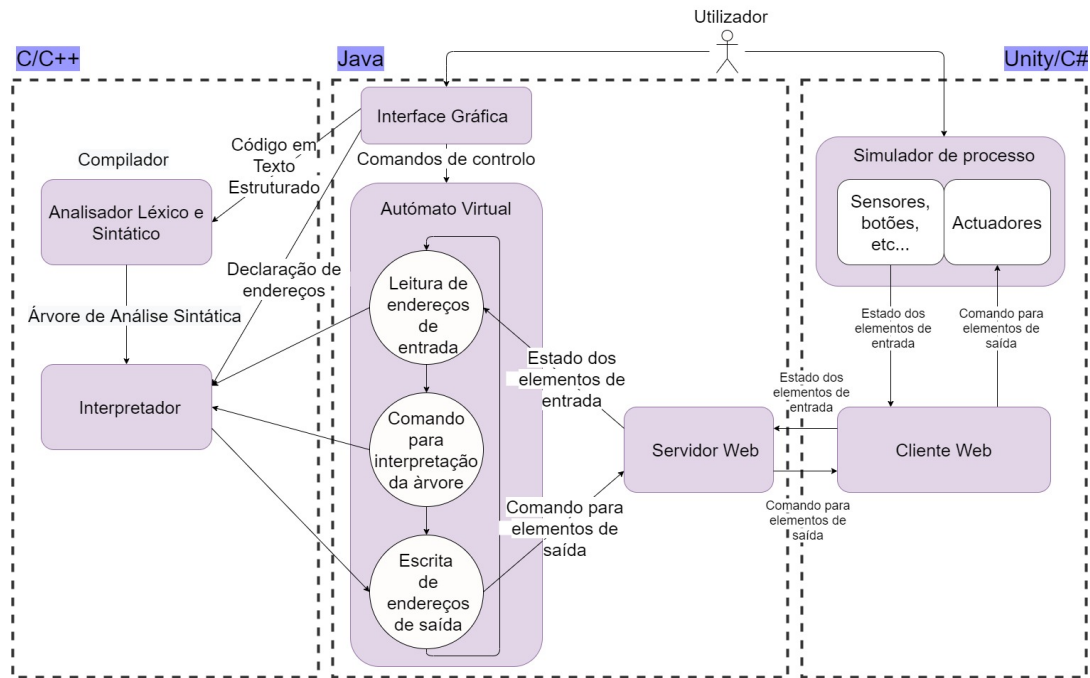 Utilizador
C/C++
Java
Unity/C#
Interface Gráfica
Código em
Texto
Estruturado
Comandos de controlo
Compilador
Analisador Léxico e
Sintático
Simulador de processo
Sensores,
botões,
etc...
Actuadores
Autómato Virtual
Declaração de
endereços
Leitura de
endereços
de
entrada
Árvore de Análise Sintática
Estado dos
elementos de
entrada
Comando para
elementos de
saída
Estado dos
elementos de
entrada
Estado dos
elementos de
entrada
Interpretador
Comando
para
interpretação
da àrvore
Servidor Web
Cliente Web
Comando para
elementos de
saída
Comando para
elementos de
saída
Escrita
de
endereços
de saída